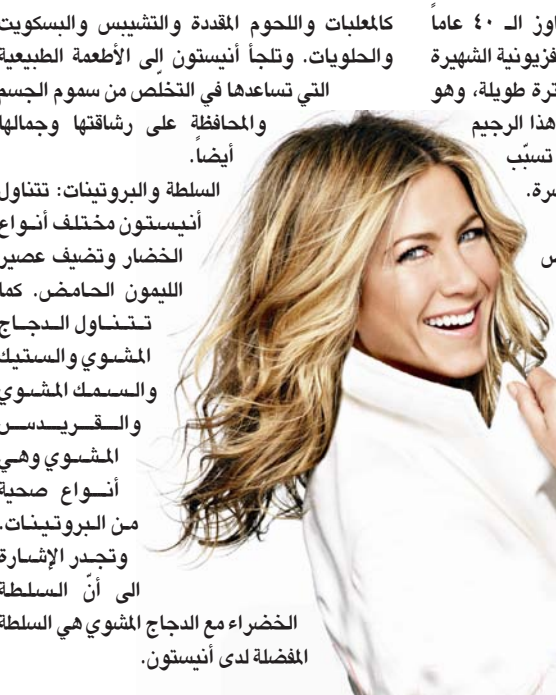 اوز الـ ٤٠ عاماً
فزيونية الشهيرة
ترة طويلة، وهو
هذا الرجيم
تسبّب
سرة.
س
كالمعلبات واللحوم المقددة والتشيبس والبسكويت
والحلويات. وتلجأ أنيستون إلى الأطعمة الطبيعية
التي تساعدها في التخلّص من سموم الجسم
والمحافظة على رشاقتها وجمالها
أيضاً.
السلطة والبروتينات: تتناول
أنيستون مختلف أنواع
الخضار وتضيف عصير
الليمون الحامض. كما
تتناول الدجاج
المشوي والستيك
والسمك المشوي
والقريدس
المشوي وهي
أنواع صحية
من البروتينات.
وتجدر الإشارة
الى أنّ السلطة
الخضراء مع الدجاج المشوي هي السلطة
المفضلة لدى أنيستون.